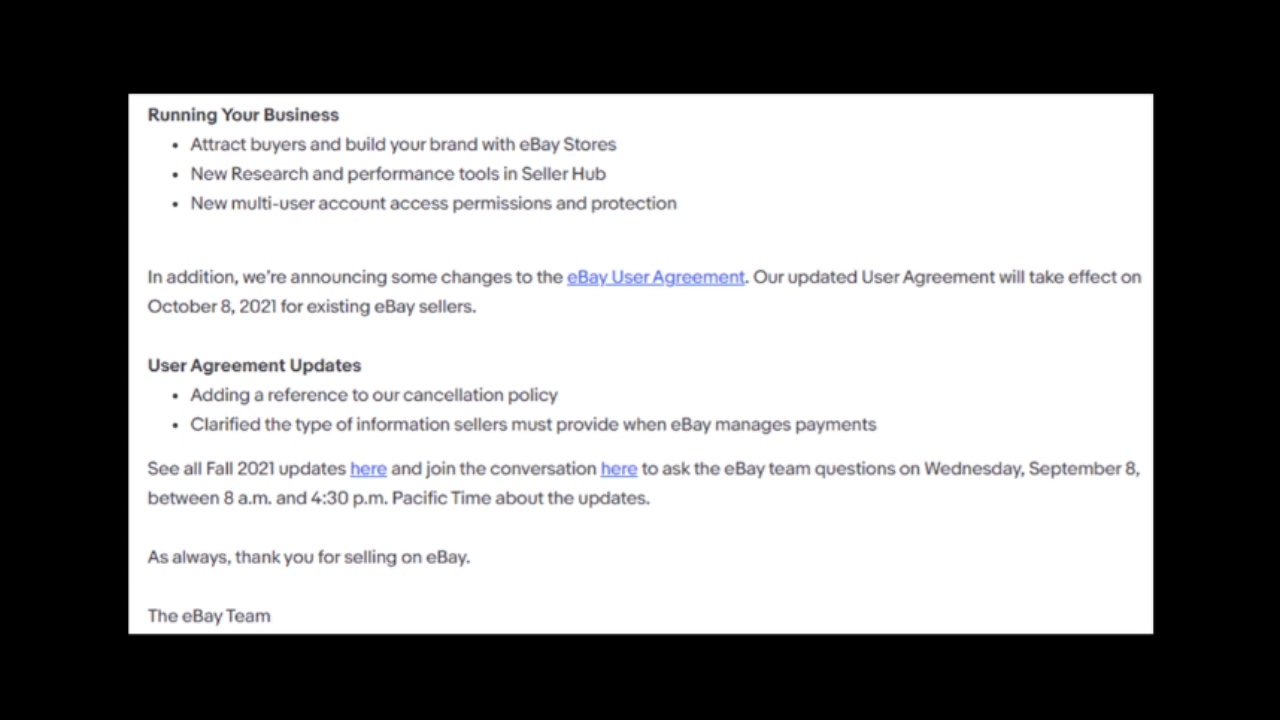 Running Your Business
• Attract buyers and build your brand with eBay Stores
• New Research and performance tools in Seller Hub
• New multi-user account access permissions and protection
In addition, we're announcing some changes to the eBay User Agreement. Our updated User Agreement will take effect on
October 8, 2021 for existing eBay sellers.
User Agreement Updates
• Adding a reference to our cancellation policy
• Clarified the type of information sellers must provide when eBay manages payments
See all Fall 2021 updates here and join the conversation here to ask the eBay team questions on Wednesday, September 8,
between 8 a.m. and 4:30 p.m. Pacific Time about the updates.
As always, thank you for selling on eBay.
The eBay Team